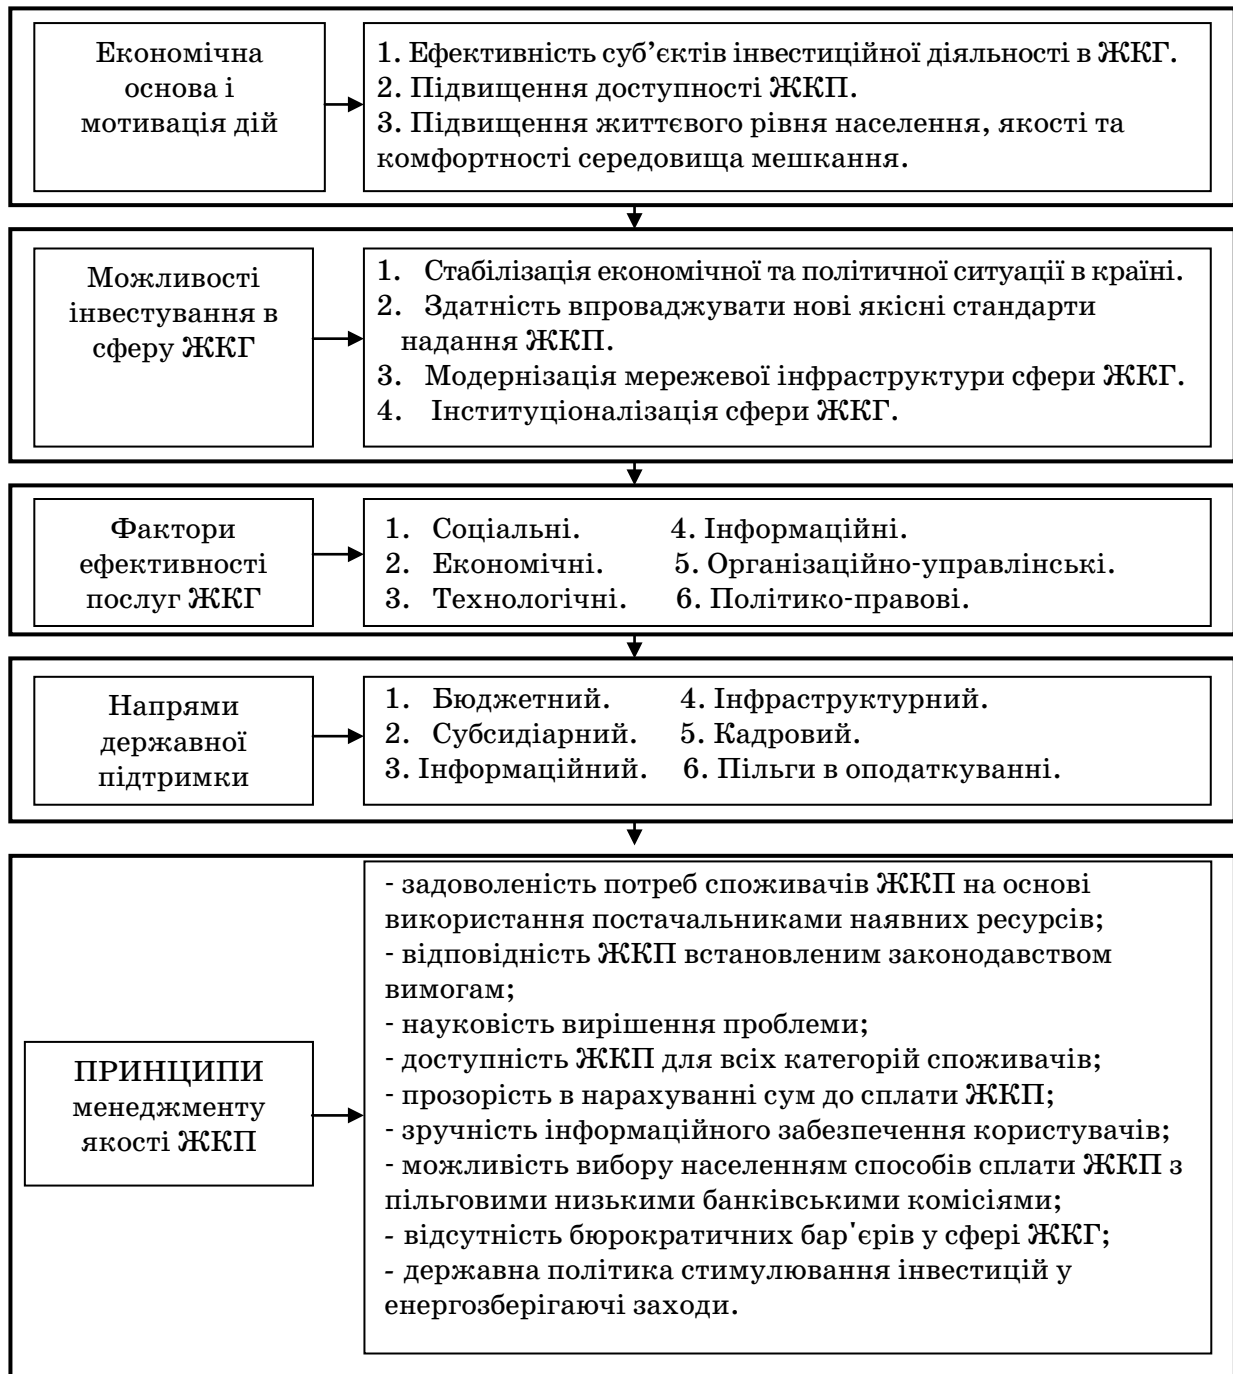 Економічна
основа і
мотивація дій
1. Ефективність суб’єктів інвестиційної діяльності в ЖКГ.
2. Підвищення доступності ЖКП.
3. Підвищення життєвого рівня населення, якості та
комфортності середовища мешкання.
Можливості
інвестування в
сферу ЖКГ
1. Стабілізація економічної та політичної ситуації в країні.
2. Здатність впроваджувати нові якісні стандарти
надання ЖКП.
3. Модернізація мережевої інфраструктури сфери ЖКГ.
4. Інституціоналізація сфери ЖКГ.
Фактори
ефективності
послуг ЖКГ
1. Соціальні. 4. Інформаційні.
2. Економічні. 5. Організаційно-управлінські.
3. Технологічні. 6. Політико-правові.
Напрями
державної
підтримки
1. Бюджетний. 4. Інфраструктурний.
2. Субсидіарний. 5. Кадровий.
3. Інформаційний. 6. Пільги в оподаткуванні.
ПРИНЦИПИ
менеджменту
якості ЖКП
- задоволеність потреб споживачів ЖКП на основі
використання постачальниками наявних ресурсів;
- відповідність ЖКП встановленим законодавством
вимогам;
- науковість вирішення проблеми;
- доступність ЖКП для всіх категорій споживачів;
- прозорість в нарахуванні сум до сплати ЖКП;
- зручність інформаційного забезпечення користувачів;
- можливість вибору населенням способів сплати ЖКП з
пільговими низькими банківськими комісіями;
- відсутність бюрократичних бар'єрів у сфері ЖКГ;
- державна політика стимулювання інвестицій у
енергозберігаючі заходи.